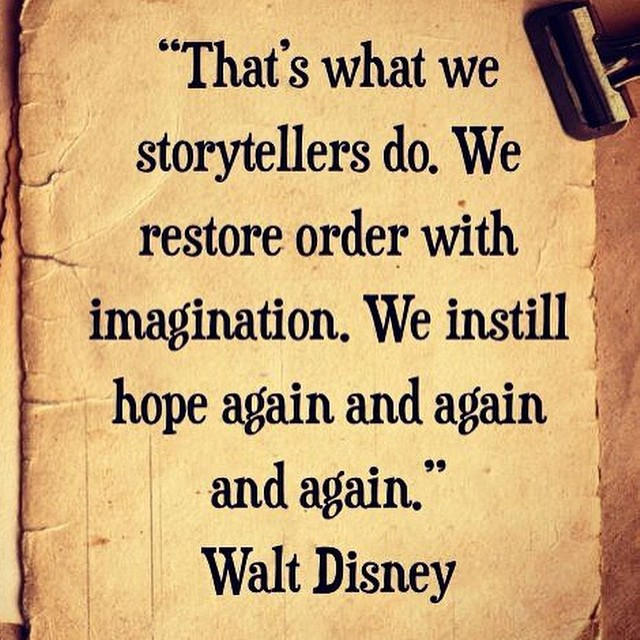 “That’s what we
storytellers do. We
restore order with
imagination. We instill
hope again and again
and again.”
Walt Disney